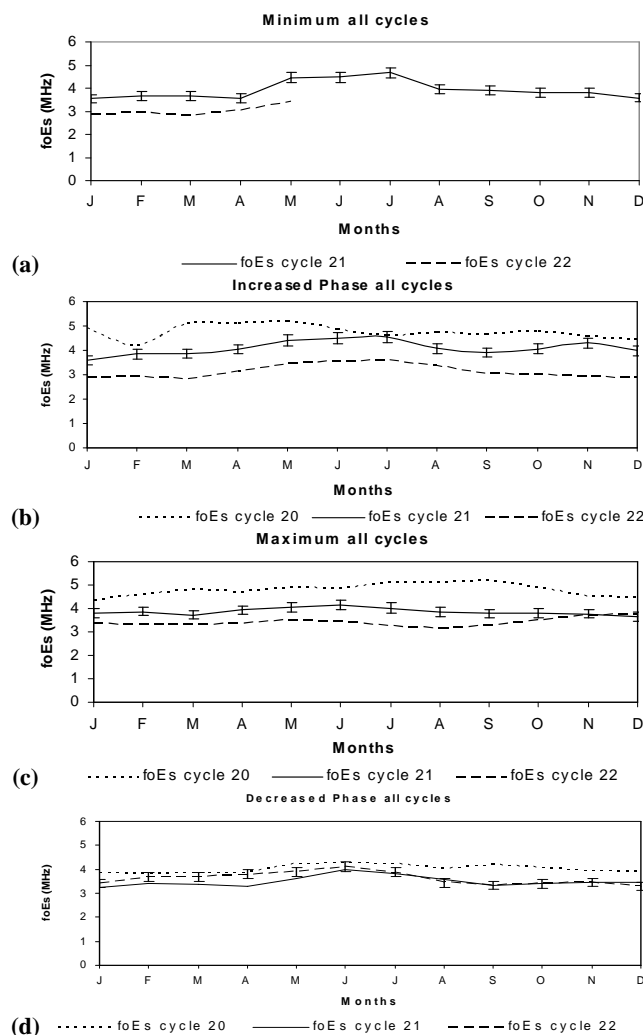 Minimum all cycles
6
5
4
3
2
1
0
foEs (MHz)
J F M A M J J A S O N D
Months
(a) foEs cycle 21 foEs cycle 22
Increased Phase all cycles
6
5
4
3
2
1
0
foEs (MHz)
J F M A M J J A S O N D
Months
(b) foEs cycle 20 foEs cycle 21 foEs cycle 22
Maximum all cycles
6
5
4
3
2
1
0
foEs (MHz)
J F M A M J J A S O N D
Months
(c) foEs cycle 20 foEs cycle 21 foEs cycle 22
Decreased Phase all cycles
6
5
4
3
2
1
0
foEs (MHz)
J F M A M J J A S O N D
Months
(d) foEs cycle 20 foEs cycle 21 foEs cycle 22